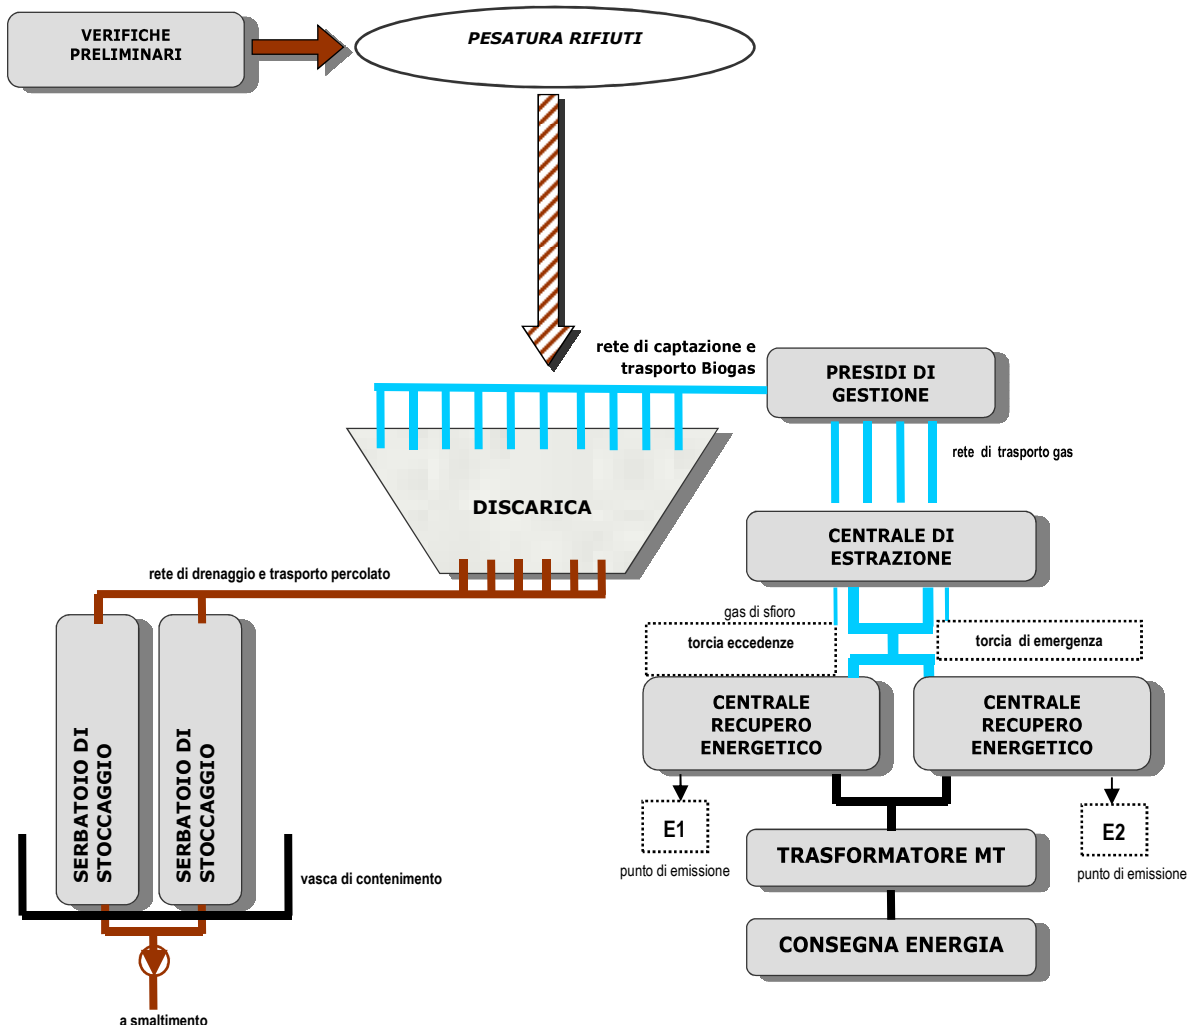 VERIFICHE
PRELIMINARI
PESATURA RIFIUTI
rete di captazione e
trasporto Biogas
PRESIDI DI
GESTIONE
rete di trasporto gas
DISCARICA
CENTRALE DI
ESTRAZIONE
rete di drenaggio e trasporto percolato
gas di sfioro
torcia eccedenze
torcia di emergenza
CENTRALE
RECUPERO
ENERGETICO
CENTRALE
RECUPERO
ENERGETICO
SERBATOIO DI
STOCCAGGIO
SERBATOIO DI
STOCCAGGIO
E1
E2
punto di emissione
punto di emissione
TRASFORMATORE MT
vasca di contenimento
CONSEGNA ENERGIA
a smaltimento